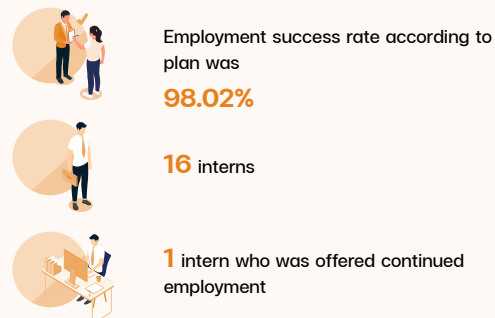 Employment success rate according to
plan was
98.02%
16 interns
1 intern who was offered continued
employment